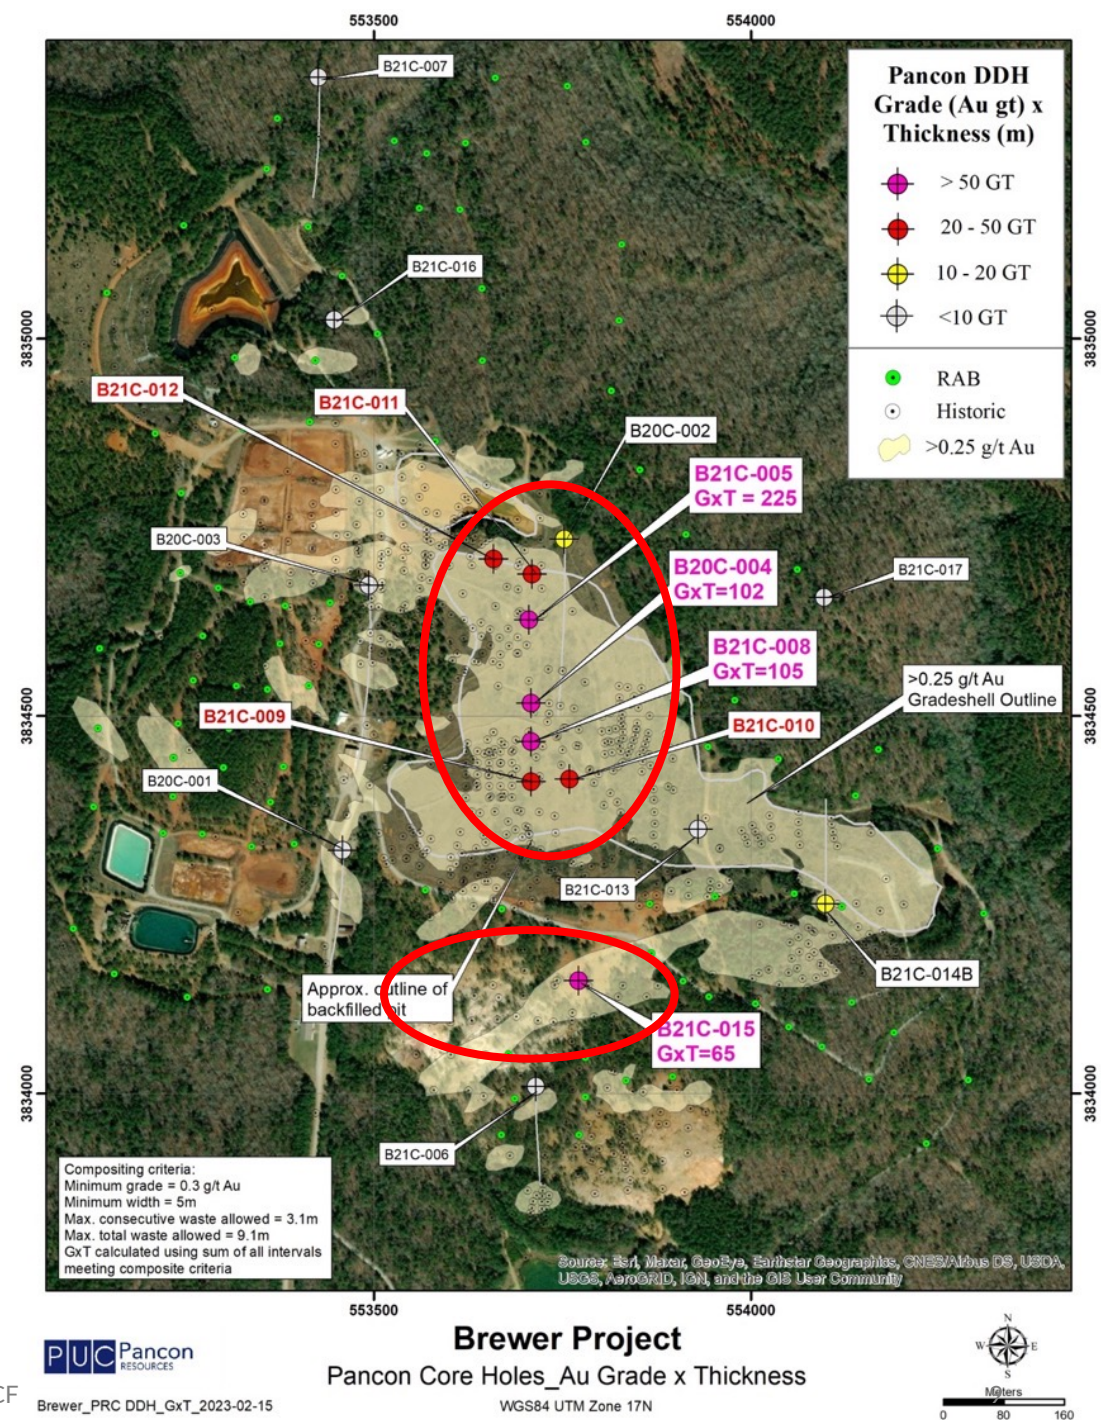 553500
554000
B21C-007
Pancon DDH
Grade (Au gt) x
Thickness (m)
> 50 GT
20 - 50 GT
10 - 20 GT
<10 GT
RAB
Historic
>0.25 g/t Au
B21C-016
3835000
3835000
B21C-012
B21C-011
B20C-002
B21C-005
GxT = 225
B20C-003
B20C-004
GxT=102
B21C-017
B21C-008
GxT=105
>0.25 g/t Au
Gradeshell Outline
B21C-009
B21C-010
3834500
3834500
B20C-001
B21C-013
B21C-014B
Approx. outline of
backfilled pit
B21C-015
GxT=65
3834000
3834000
B21C-006
Compositing criteria:
Minimum grade = 0.3 g/t Au
Minimum width = 5m
Max. consecutive waste allowed = 3.1m
Max. total waste allowed = 9.1m
GxT calculated using sum of all intervals
meeting composite criteria
Source: Esri, Maxar, GeoEye, Earthstar Geographics, CNES/Airbus DS, USDA,
USGS, AeroGRID, IGN, and the GIS User Community
553500
554000
PUC Pancon
RESOURCES
Brewer Project
Pancon Core Holes_Au Grade x Thickness
WGS84 UTM Zone 17N
CF
Brewer_PRC DDH_GxT_2023-02-15
N
W E
S
Meters
0 80 160